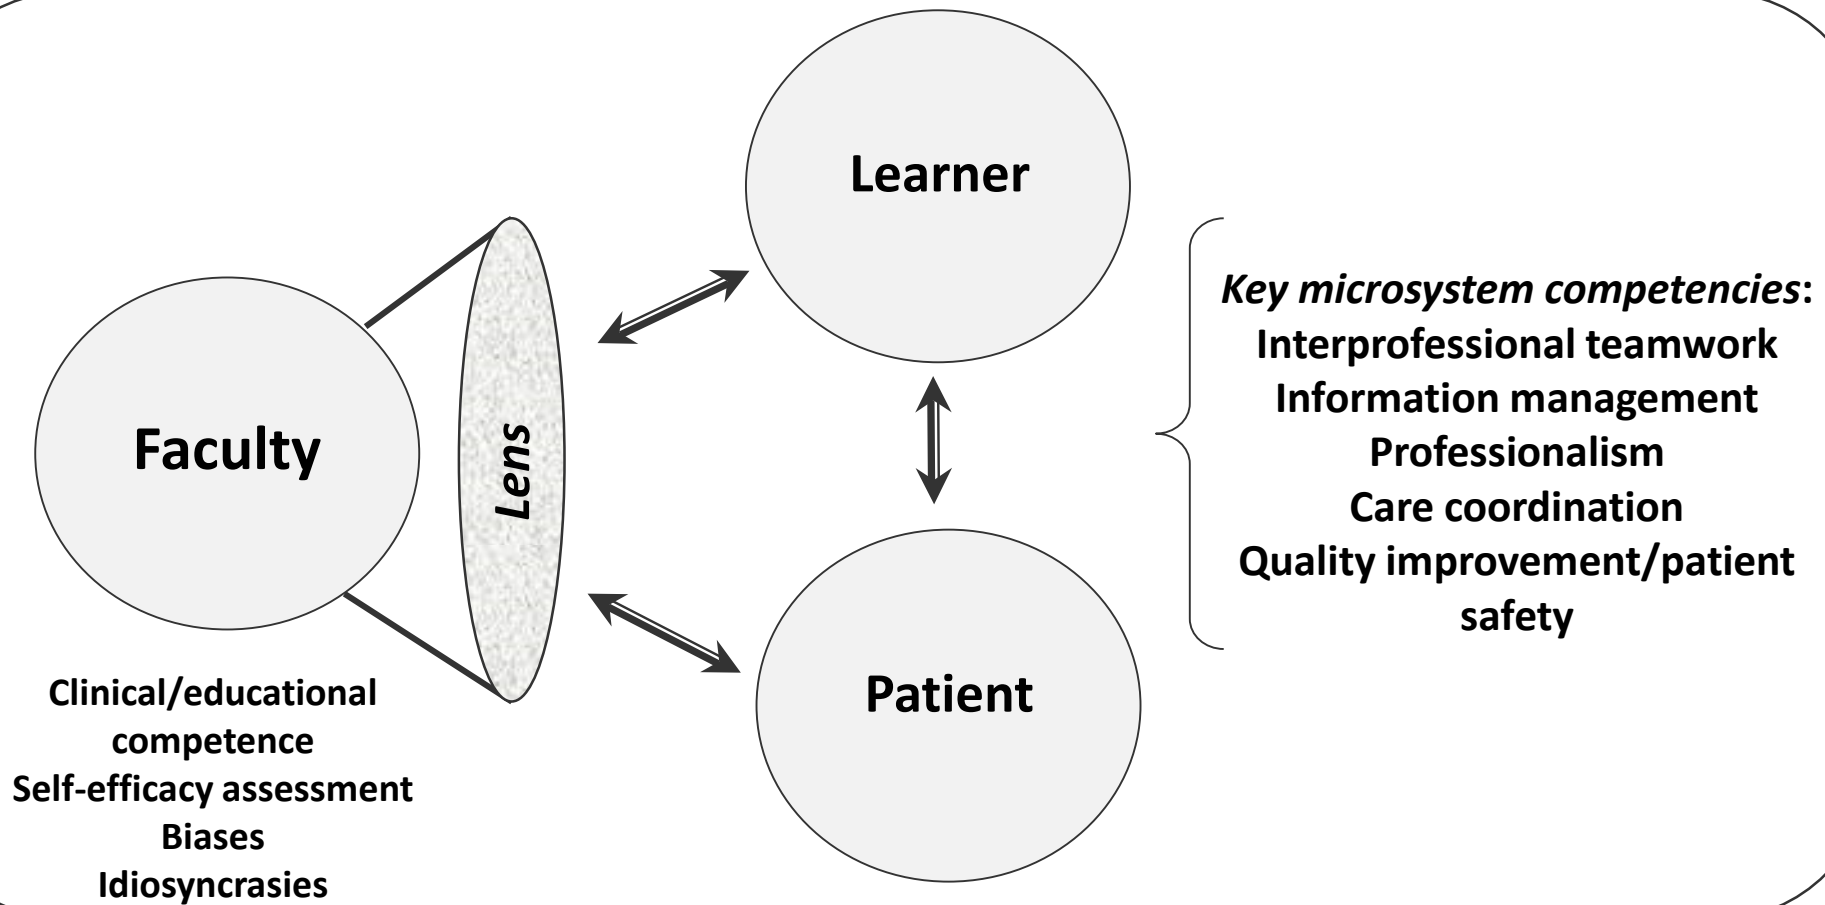 Learner
Faculty
Lens
Patient
Clinical/educational
competence
Self-efficacy assessment
Biases
Idiosyncrasies
Key microsystem competencies:
Interprofessional teamwork
Information management
Professionalism
Care coordination
Quality improvement/patient
safety